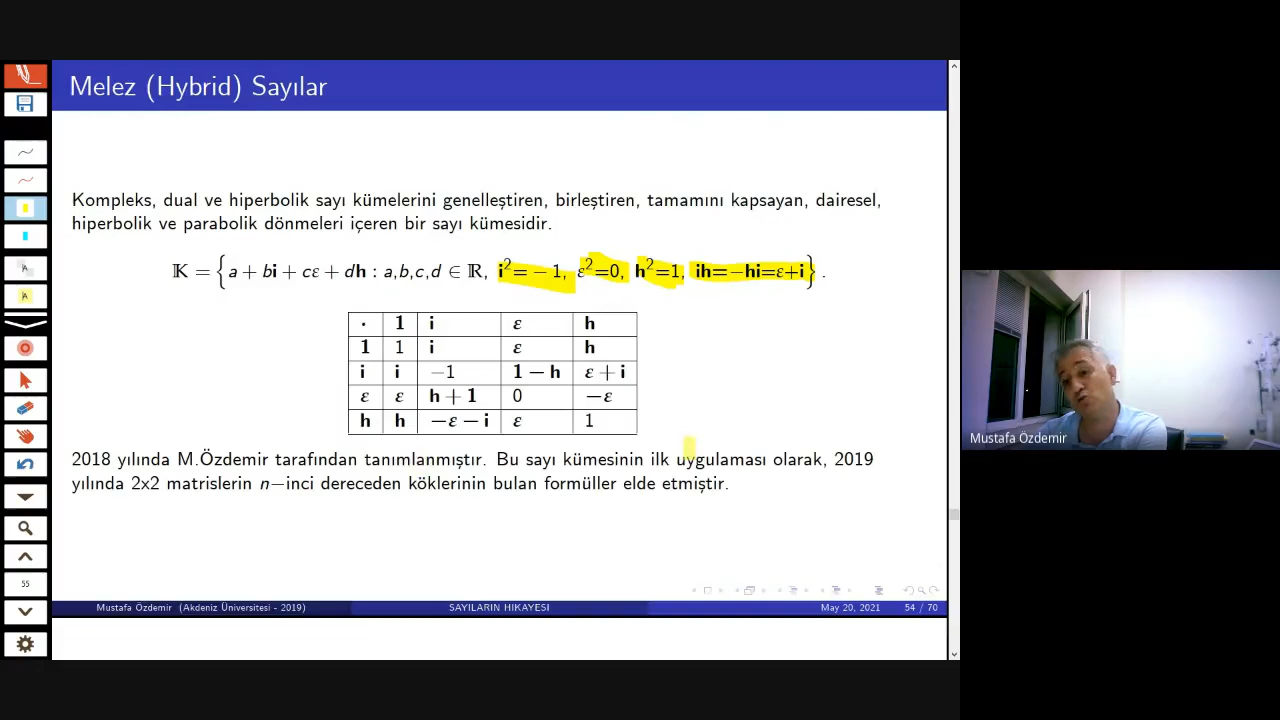 Melez (Hybrid) Sayılar
Kompleks, dual ve hiperbolik sayı kümelerini genelleştiren, birleştiren, tamamını kapsayan, dairesel,
hiperbolik ve parabolik dönmeleri içeren bir sayı kümesidir.
𝕂 = {a + bi + cε + dh : a,b,c,d ∈ ℝ, i²=−1, ε²=0, h²=1, ih=−hi=ε+i} .
· 1 i ε h
1 1 i ε h
i i −1 1 − h ε + i
ε ε h + 1 0 −ε
h h −ε − i ε 1
2018 yılında M.Özdemir tarafından tanımlanmıştır. Bu sayı kümesinin ilk uygulaması olarak, 2019
yılında 2x2 matrislerin n−inci dereceden köklerinin bulan formüller elde etmiştir.
Mustafa Özdemir
A
A
55
Mustafa Özdemir (Akdeniz Üniversitesi - 2019) SAYILARIN HIKAYESI May 20, 2021 54 / 70